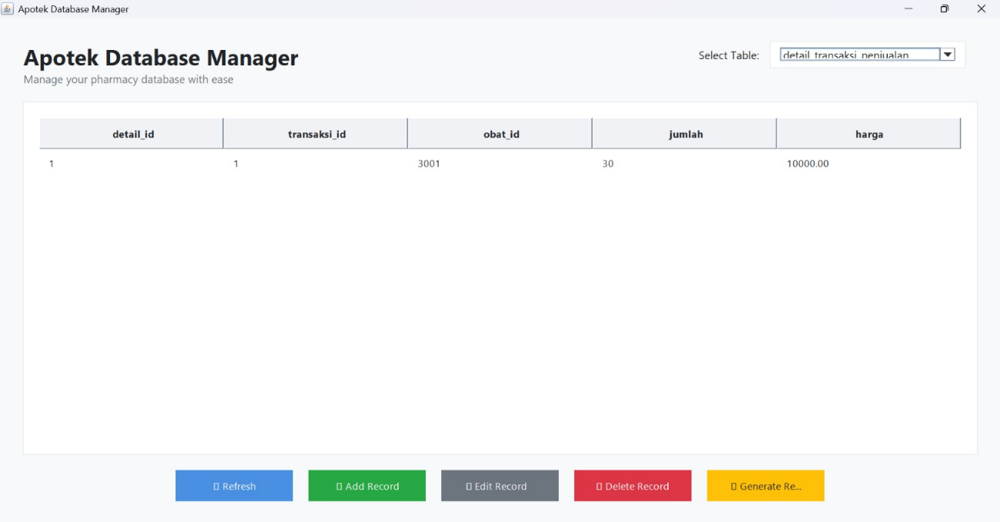 Apotek Database Manager
Apotek Database Manager
Manage your pharmacy database with ease
Select Table: detail_transaksi_penjualan
detail_id transaksi_id obat_id jumlah harga
1 1 3001 30 10000.00
Refresh Add Record Edit Record Delete Record Generate Re...